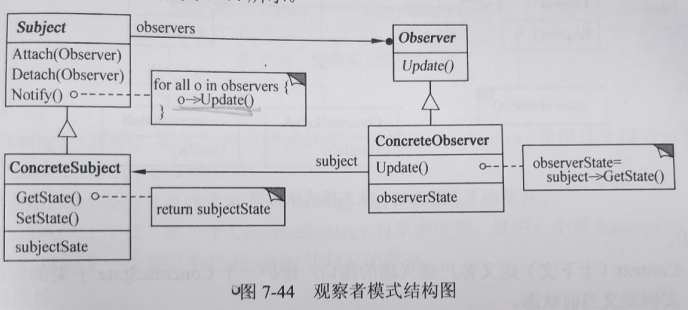 Subject
observers
Observer
Attach(Observer)
Detach(Observer)
Notify()
for all o in observers {
o->Update()
}
Update()
ConcreteSubject
subject
ConcreteObserver
GetState()
SetState()
return subjectState
Update()
observerState=
subject->GetState()
subjectSate
observerState
图 7-44 观察者模式结构图